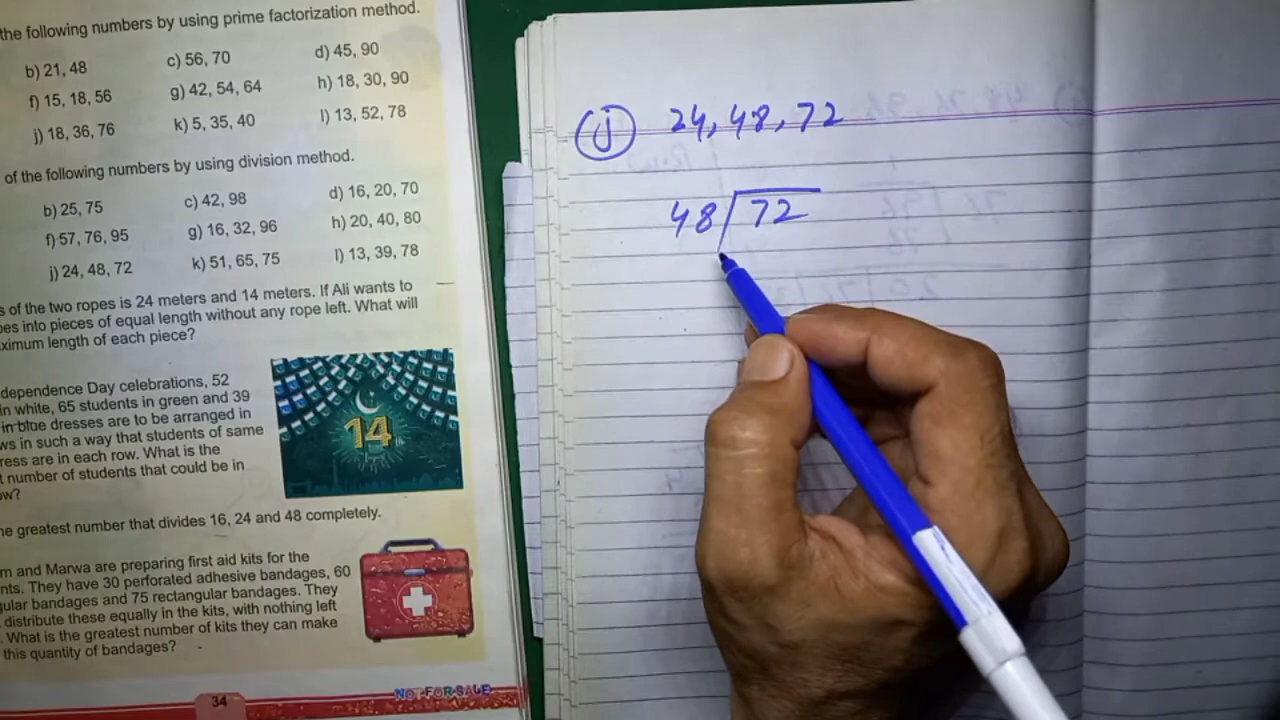 the following numbers by using prime factorization method.
b) 21, 48 c) 56, 70 d) 45, 90
f) 15, 18, 56 g) 42, 54, 64 h) 18, 30, 90
j) 18, 36, 76 k) 5, 35, 40 l) 13, 52, 78
of the following numbers by using division method.
b) 25, 75 c) 42, 98 d) 16, 20, 70
f) 57, 76, 95 g) 16, 32, 96 h) 20, 40, 80
j) 24, 48, 72 k) 51, 65, 75 l) 13, 39, 78
s of the two ropes is 24 meters and 14 meters. If Ali wants to
pes into pieces of equal length without any rope left. What will
ximum length of each piece?
dependence Day celebrations, 52
in white, 65 students in green and 39
in blue dresses are to be arranged in
ws in such a way that students of same
ress are in each row. What is the
t number of students that could be in
ow?
14
he greatest number that divides 16, 24 and 48 completely.
m and Marwa are preparing first aid kits for the
nts. They have 30 perforated adhesive bandages, 60
gular bandages and 75 rectangular bandages. They
distribute these equally in the kits, with nothing left
. What is the greatest number of kits they can make
this quantity of bandages?
34
NOT FOR SALE
(j) 24, 48, 72
48 72